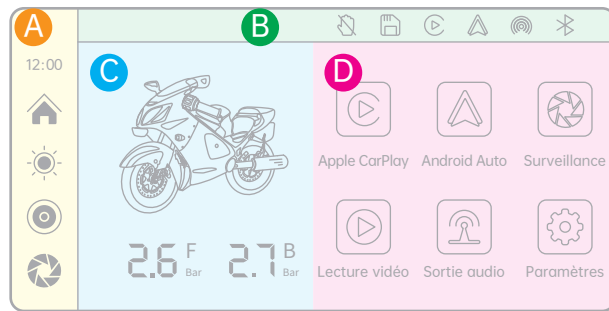 A
B
12:00
C
D
Apple CarPlay
Android Auto
Surveillance
2.6 F Bar
2.7 B Bar
Lecture vidéo
Sortie audio
Paramètres